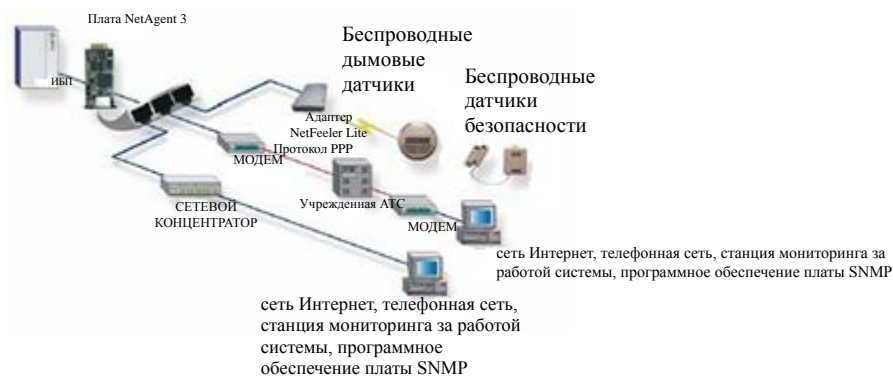 Плата NetAgent 3
ИБП
Беспроводные
дымовые
датчики
Беспроводные
датчики
безопасности
Адаптер
NetFeeler Lite
Протокол PPP
МОДЕМ
СЕТЕВОЙ
КОНЦЕНТРАТОР
Учрежденная АТС
МОДЕМ
сеть Интернет, телефонная сеть, станция мониторинга за
работой системы, программное обеспечение платы SNMP
сеть Интернет, телефонная сеть,
станция мониторинга за работой
системы, программное
обеспечение платы SNMP